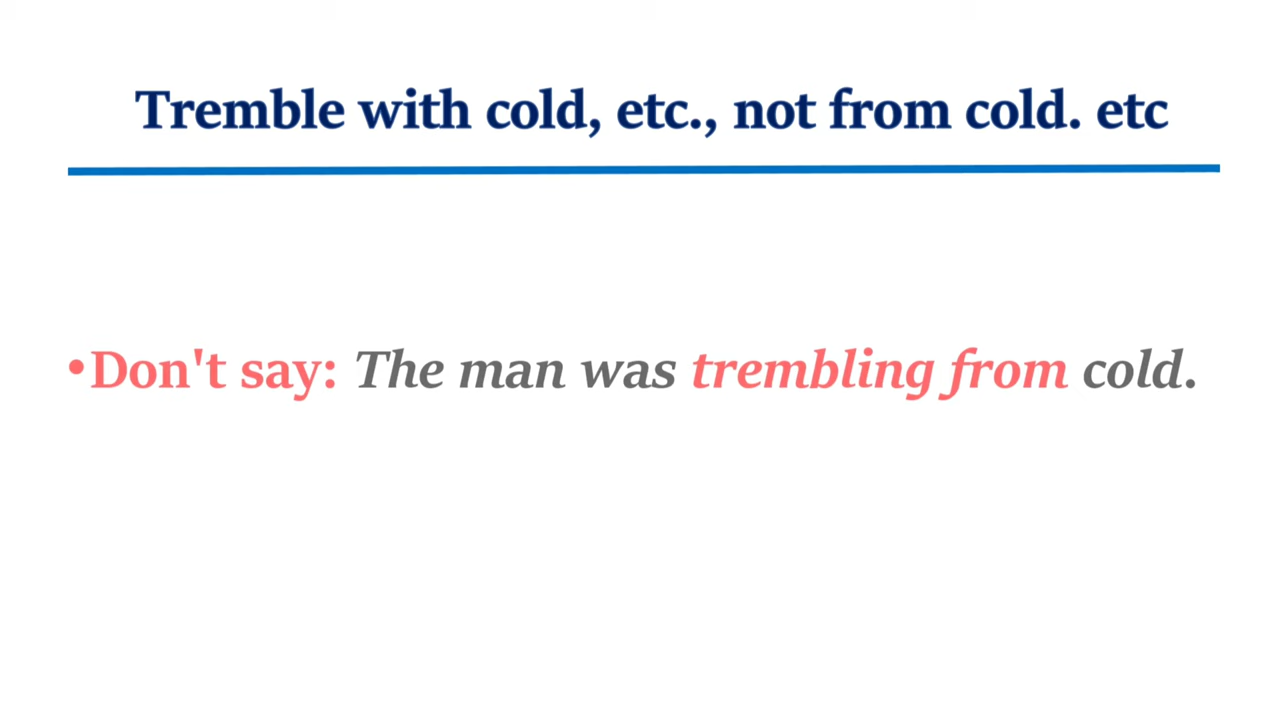 Tremble with cold, etc., not from cold. etc
•Don't say: The man was trembling from cold.